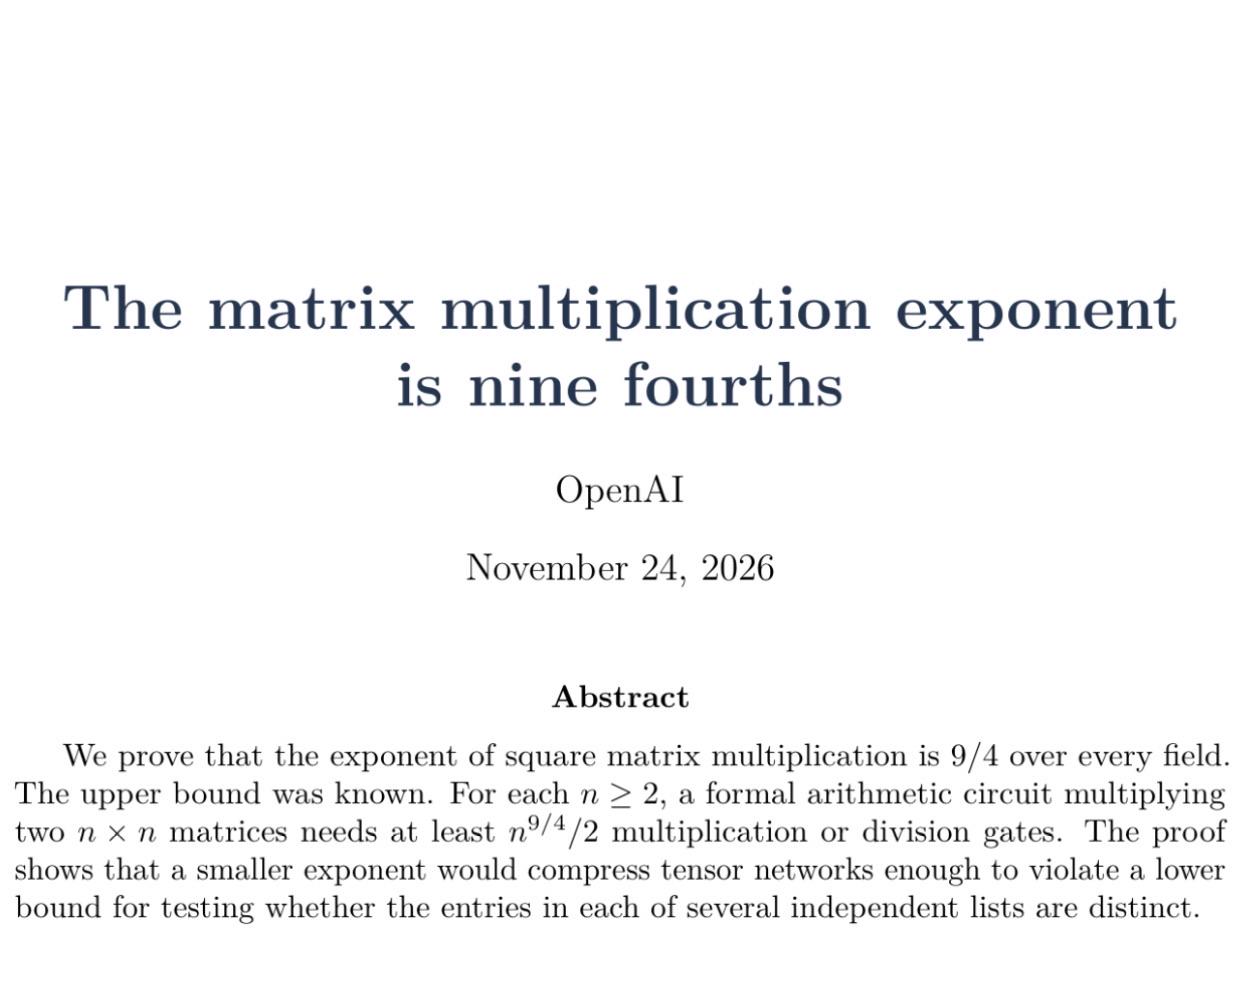 The matrix multiplication exponent
is nine fourths
OpenAI
November 24, 2026
Abstract
We prove that the exponent of square matrix multiplication is 9/4 over every field.
The upper bound was known. For each n ≥ 2, a formal arithmetic circuit multiplying
two n × n matrices needs at least n^{9/4}/2 multiplication or division gates. The proof
shows that a smaller exponent would compress tensor networks enough to violate a lower
bound for testing whether the entries in each of several independent lists are distinct.